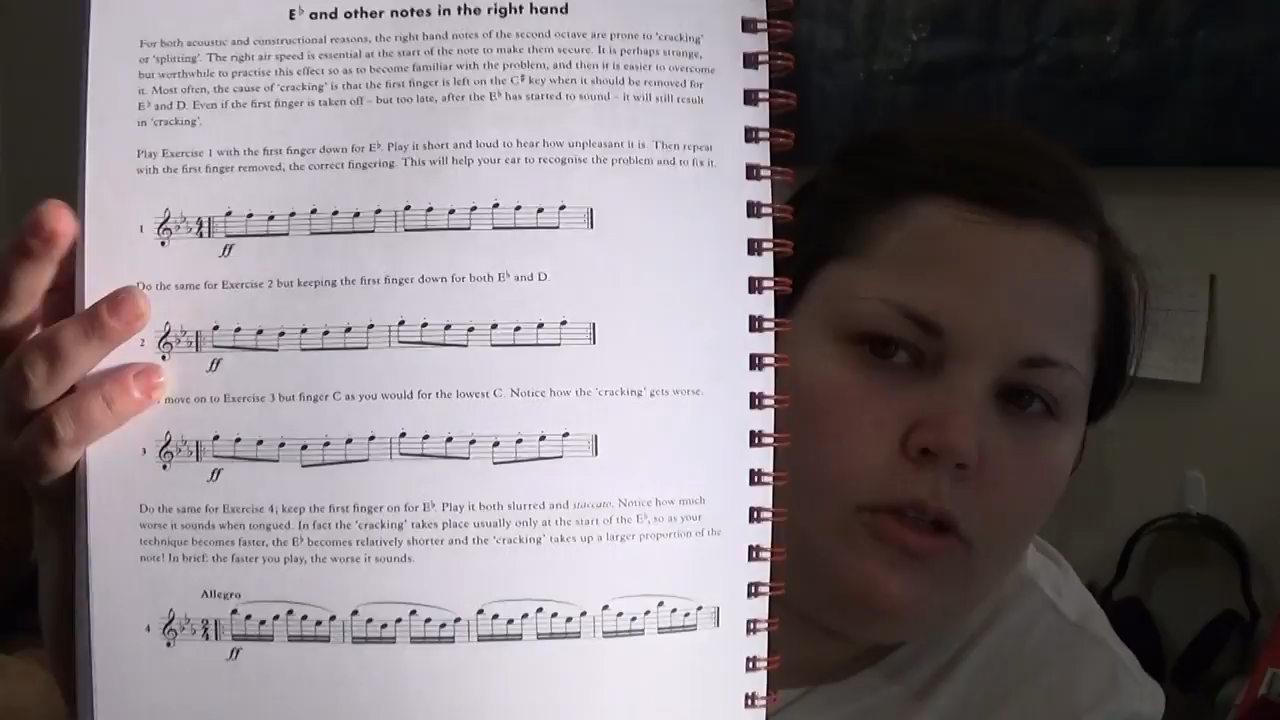 E♭ and other notes in the right hand
For both acoustic and constructional reasons, the right hand notes of the second octave are prone to 'cracking'
or 'splitting'. The right air speed is essential at the start of the note to make them secure. It is perhaps strange,
but worthwhile to practise this effect so as to become familiar with the problem, and then it is easier to overcome
it. Most often, the cause of 'cracking' is that the first finger is left on the C♯ key when it should be removed for
E♭ and D. Even if the first finger is taken off – but too late, after the E♭ has started to sound – it will still result
in 'cracking'.
Play Exercise 1 with the first finger down for E♭. Play it short and loud to hear how unpleasant it is. Then repeat
with the first finger removed, the correct fingering. This will help your ear to recognise the problem and to fix it.
1
4
4
ff
Do the same for Exercise 2 but keeping the first finger down for both E♭ and D.
2
ff
move on to Exercise 3 but finger C as you would for the lowest C. Notice how the 'cracking' gets worse.
3
ff
Do the same for Exercise 4; keep the first finger on for E♭. Play it both slurred and staccato. Notice how much
worse it sounds when tongued. In fact the 'cracking' takes place usually only at the start of the E♭, so as your
technique becomes faster, the E♭ becomes relatively shorter and the 'cracking' takes up a larger proportion of the
note! In brief: the faster you play, the worse it sounds.
Allegro
4
2
4
ff